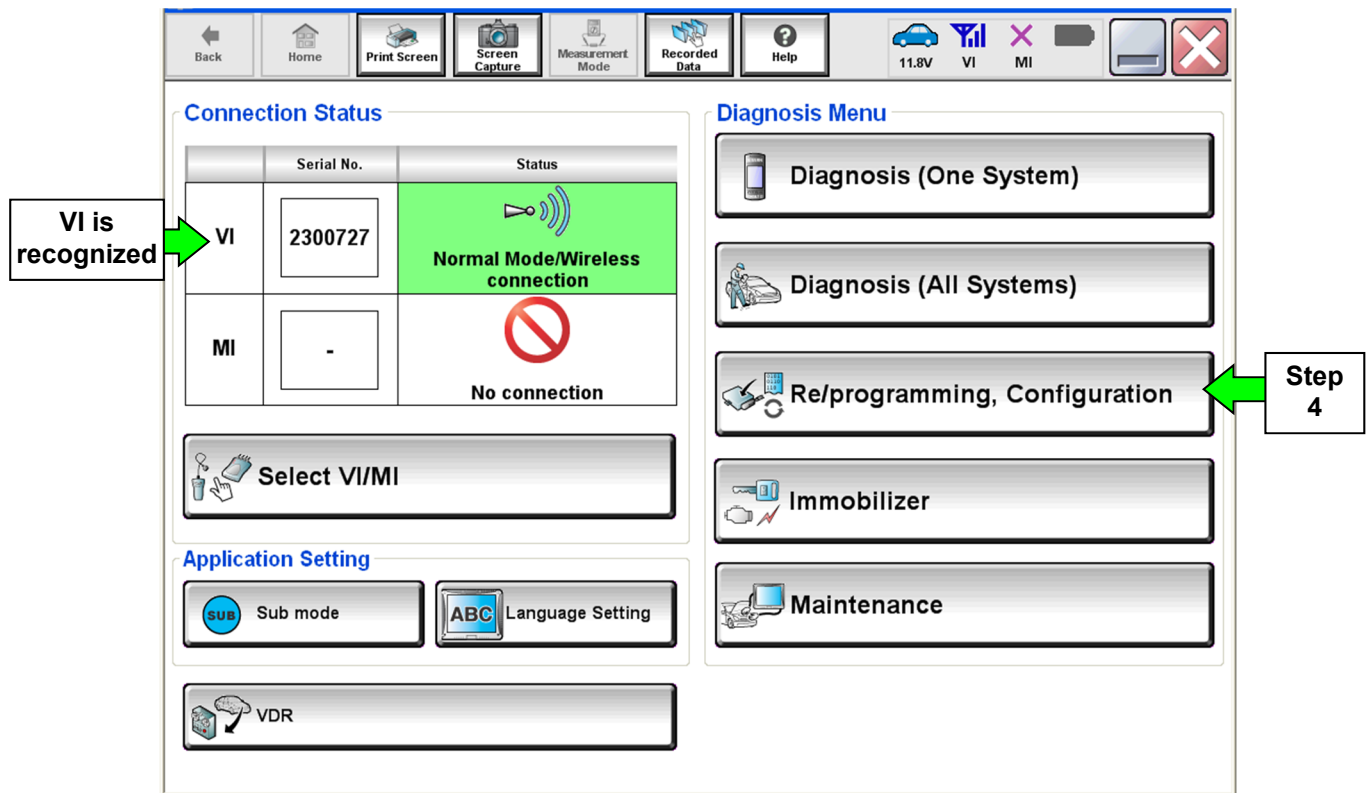 Back
Home
Print Screen
Screen
Capture
Measurement
Mode
Recorded
Data
Help
11.8V
VI
MI
Connection Status
Serial No.
Status
VI
2300727
Normal Mode/Wireless
connection
MI
-
No connection
Select VI/MI
Application Setting
SUB
Sub mode
ABC
Language Setting
VDR
Diagnosis Menu
Diagnosis (One System)
Diagnosis (All Systems)
Re/programming, Configuration
Immobilizer
Maintenance
VI is
recognized
Step
4